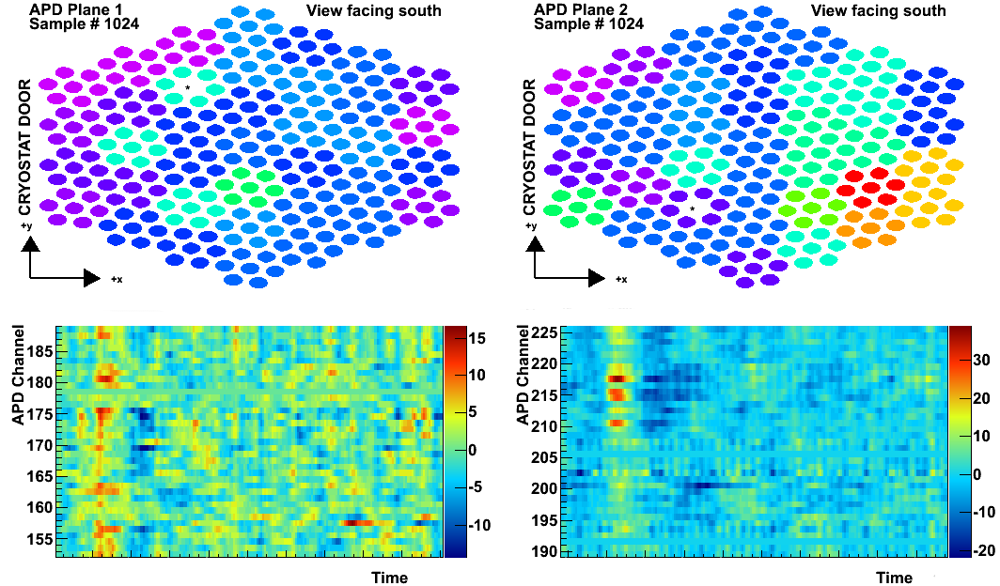 APD Plane 1
Sample # 1024
View facing south
CRYOSTAT DOOR
*
+y
+x
APD Plane 2
Sample # 1024
View facing south
CRYOSTAT DOOR
*
+y
+x
APD Channel
185
180
175
170
165
160
155
15
10
5
0
-5
-10
Time
APD Channel
225
220
215
210
205
200
195
190
30
20
10
0
-10
-20
Time